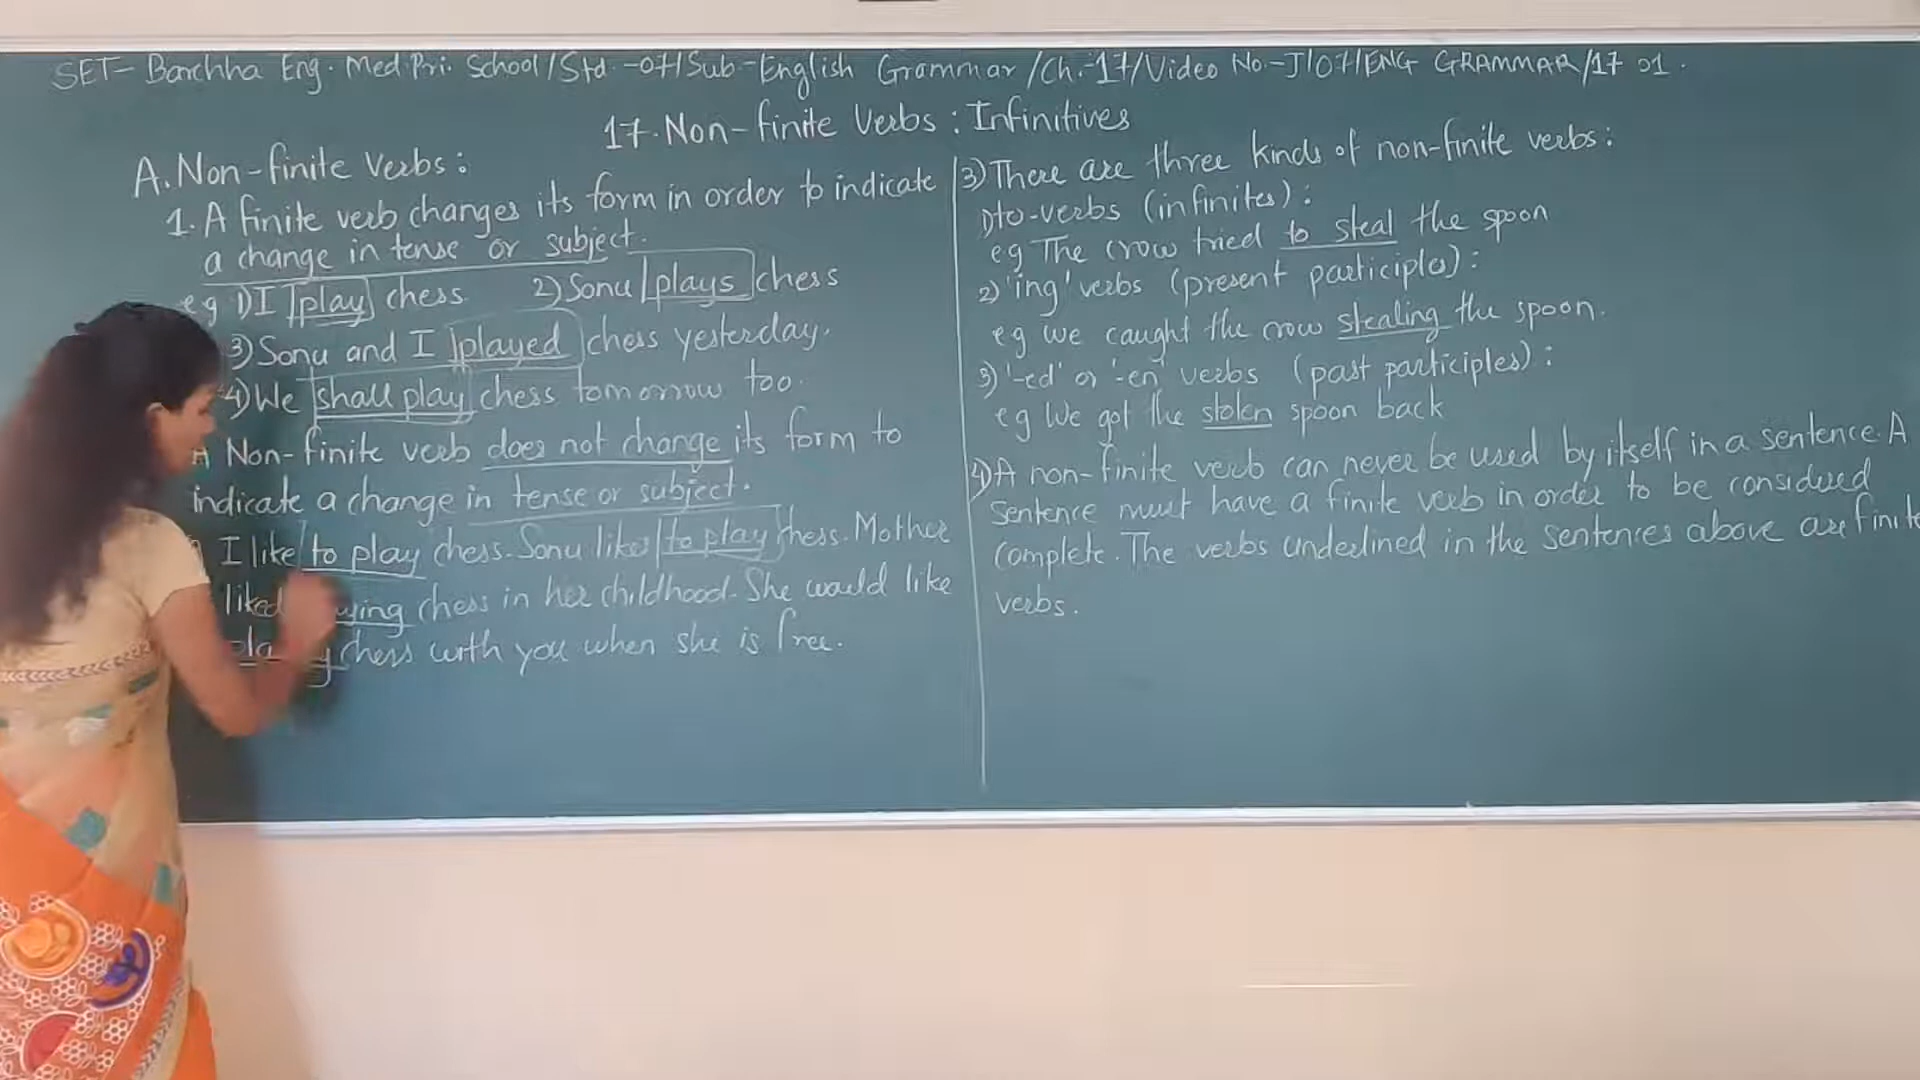 SET- Barchha Eng. Med. Pri. School/Std.-07/Sub-English Grammar/Ch.-17/Video No.-J/07/ENG GRAMMAR/17 01.
17. Non-finite Verbs : Infinitives
A. Non-finite Verbs:
1. A finite verb changes its form in order to indicate
a change in tense or subject.
eg 1) I play chess. 2) Sonu plays chess
3) Sonu and I played chess yesterday.
4) We shall play chess tomorrow too.
A Non-finite verb does not change its form to
indicate a change in tense or subject.
I like to play chess. Sonu likes to play chess. Mother
liked chess in her childhood. She would like
chess with you when she is free.
3) There are three kinds of non-finite verbs:
1) to-verbs (infinites):
eg The crow tried to steal the spoon
2) 'ing' verbs (present participles):
eg We caught the crow stealing the spoon.
3) '-ed' or '-en' verbs (past participles):
eg We got the stolen spoon back
4) A non-finite verb can never be used by itself in a sentence. A
sentence must have a finite verb in order to be considered
complete. The verbs underlined in the sentences above are finite
verbs.